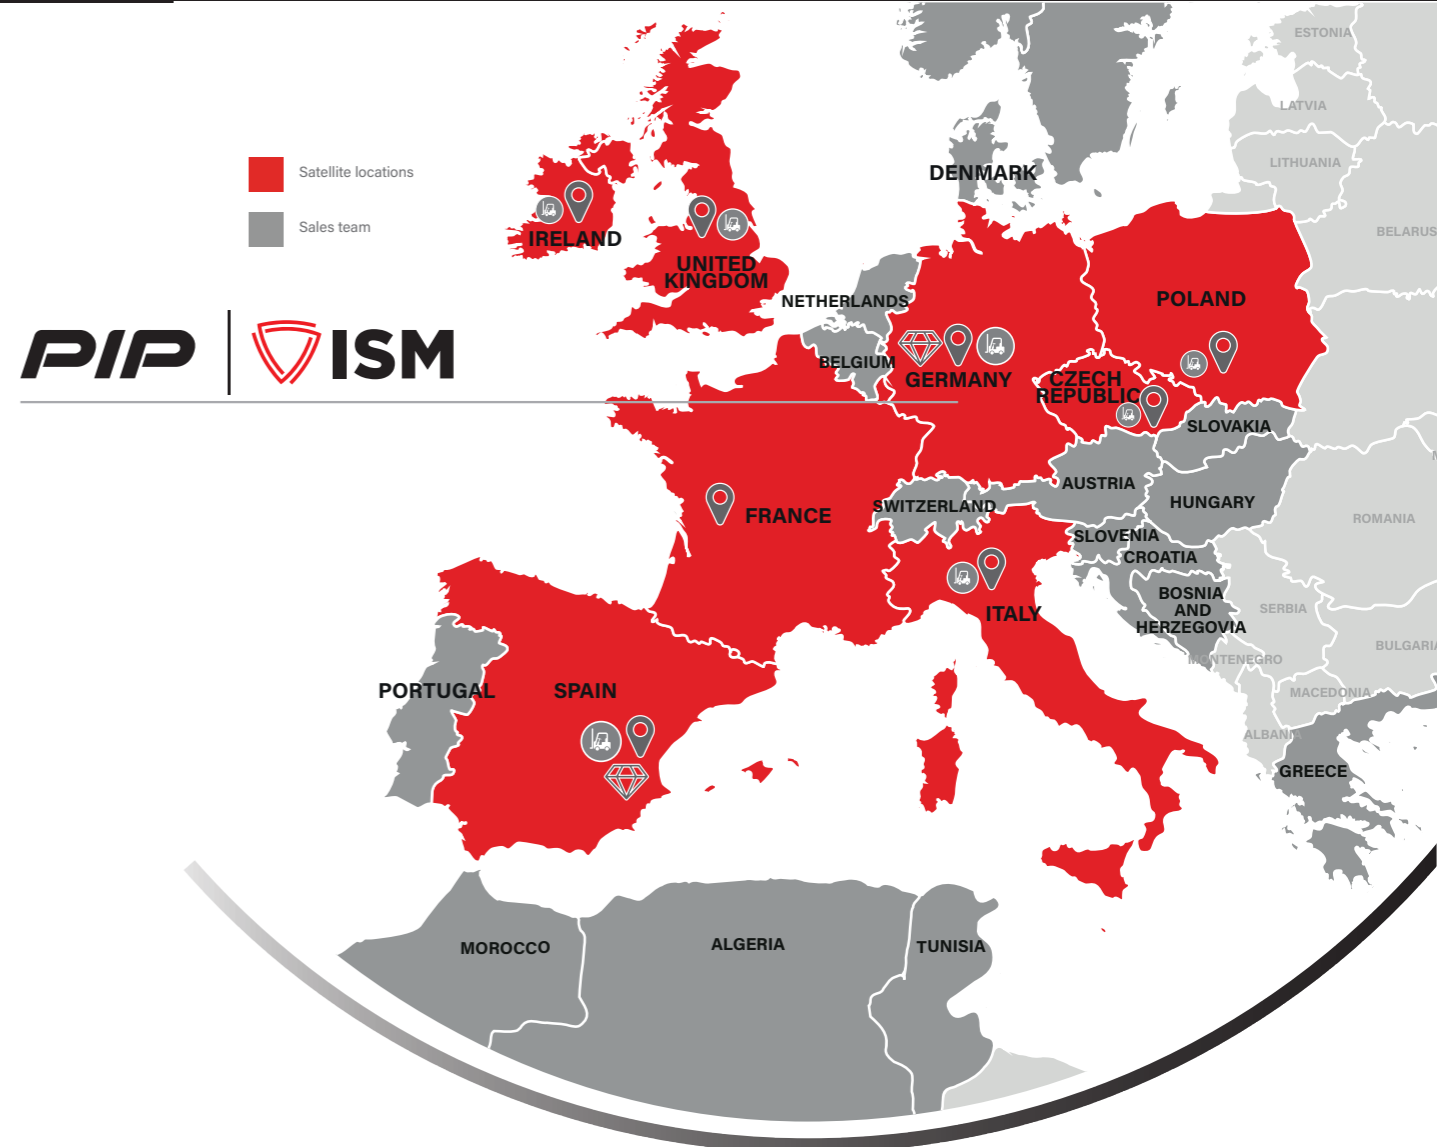 ESTONIA
LATVIA
LITHUANIA
BELARUS
DENMARK
Satellite locations
Sales team
IRELAND
UNITED
KINGDOM
NETHERLANDS
POLAND
PIP
ISM
BELGIUM
GERMANY
CZECH
REPUBLIC
SLOVAKIA
AUSTRIA
HUNGARY
SWITZERLAND
FRANCE
ROMANIA
SLOVENIA
CROATIA
BOSNIA
AND
HERZEGOVIA
SERBIA
ITALY
BULGARIA
MONTENEGRO
MACEDONIA
PORTUGAL
SPAIN
ALBANIA
GREECE
MOROCCO
ALGERIA
TUNISIA